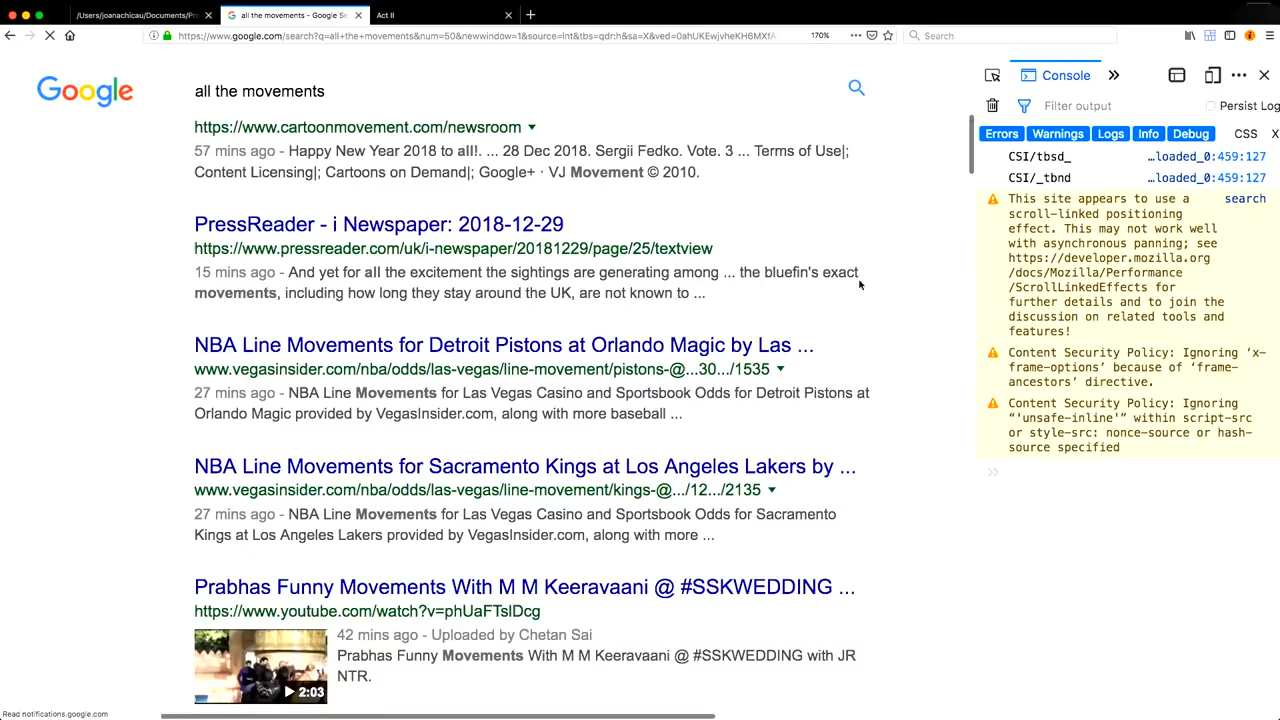 /Users/joanachicau/Documents/Pr
all the movements - Google Se
Act II
https://www.google.com/search?q=all+the+movements&num=50&newwindow=1&source=lnt&tbs=qdr:h&sa=X&ved=0ahUKEwjvheKH6MXfA
170%
Search
Google
all the movements
https://www.cartoonmovement.com/newsroom
57 mins ago - Happy New Year 2018 to all!. ... 28 Dec 2018. Sergii Fedko. Vote. 3 ... Terms of Use|;
Content Licensing|; Cartoons on Demand|; Google+ · VJ Movement © 2010.
PressReader - i Newspaper: 2018-12-29
https://www.pressreader.com/uk/i-newspaper/20181229/page/25/textview
15 mins ago - And yet for all the excitement the sightings are generating among ... the bluefin's exact
movements, including how long they stay around the UK, are not known to ...
NBA Line Movements for Detroit Pistons at Orlando Magic by Las ...
www.vegasinsider.com/nba/odds/las-vegas/line-movement/pistons-@...30.../1535
27 mins ago - NBA Line Movements for Las Vegas Casino and Sportsbook Odds for Detroit Pistons at
Orlando Magic provided by VegasInsider.com, along with more baseball ...
NBA Line Movements for Sacramento Kings at Los Angeles Lakers by ...
www.vegasinsider.com/nba/odds/las-vegas/line-movement/kings-@.../12.../2135
27 mins ago - NBA Line Movements for Las Vegas Casino and Sportsbook Odds for Sacramento
Kings at Los Angeles Lakers provided by VegasInsider.com, along with more ...
Prabhas Funny Movements With M M Keeravaani @ #SSKWEDDING ...
https://www.youtube.com/watch?v=phUaFTslDcg
42 mins ago - Uploaded by Chetan Sai
Prabhas Funny Movements With M M Keeravaani @ #SSKWEDDING with JR
NTR.
2:03
Read notifications.google.com
Console
Filter output
Persist Log
Errors Warnings Logs Info Debug CSS X
CSI/tbsd_ …loaded_0:459:127
CSI/_tbnd …loaded_0:459:127
This site appears to use a search
scroll-linked positioning
effect. This may not work well
with asynchronous panning; see
https://developer.mozilla.org
/docs/Mozilla/Performance
/ScrollLinkedEffects for
further details and to join the
discussion on related tools and
features!
Content Security Policy: Ignoring ‘x-
frame-options’ because of ‘frame-
ancestors’ directive.
Content Security Policy: Ignoring
“'unsafe-inline'” within script-src
or style-src: nonce-source or hash-
source specified